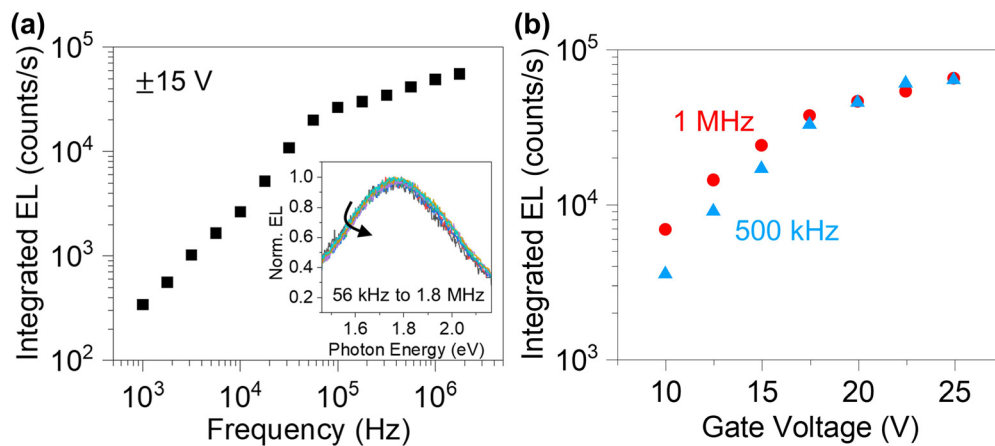 (a)
10^5
10^4
10^3
10^2
Integrated EL (counts/s)
±15 V
10^3 10^4 10^5 10^6
Frequency (Hz)
1.0
0.8
0.6
0.4
0.2
Norm. EL
56 kHz to 1.8 MHz
1.6 1.8 2.0
Photon Energy (eV)
(b)
10^5
10^4
10^3
Integrated EL (counts/s)
1 MHz
500 kHz
10 15 20 25
Gate Voltage (V)